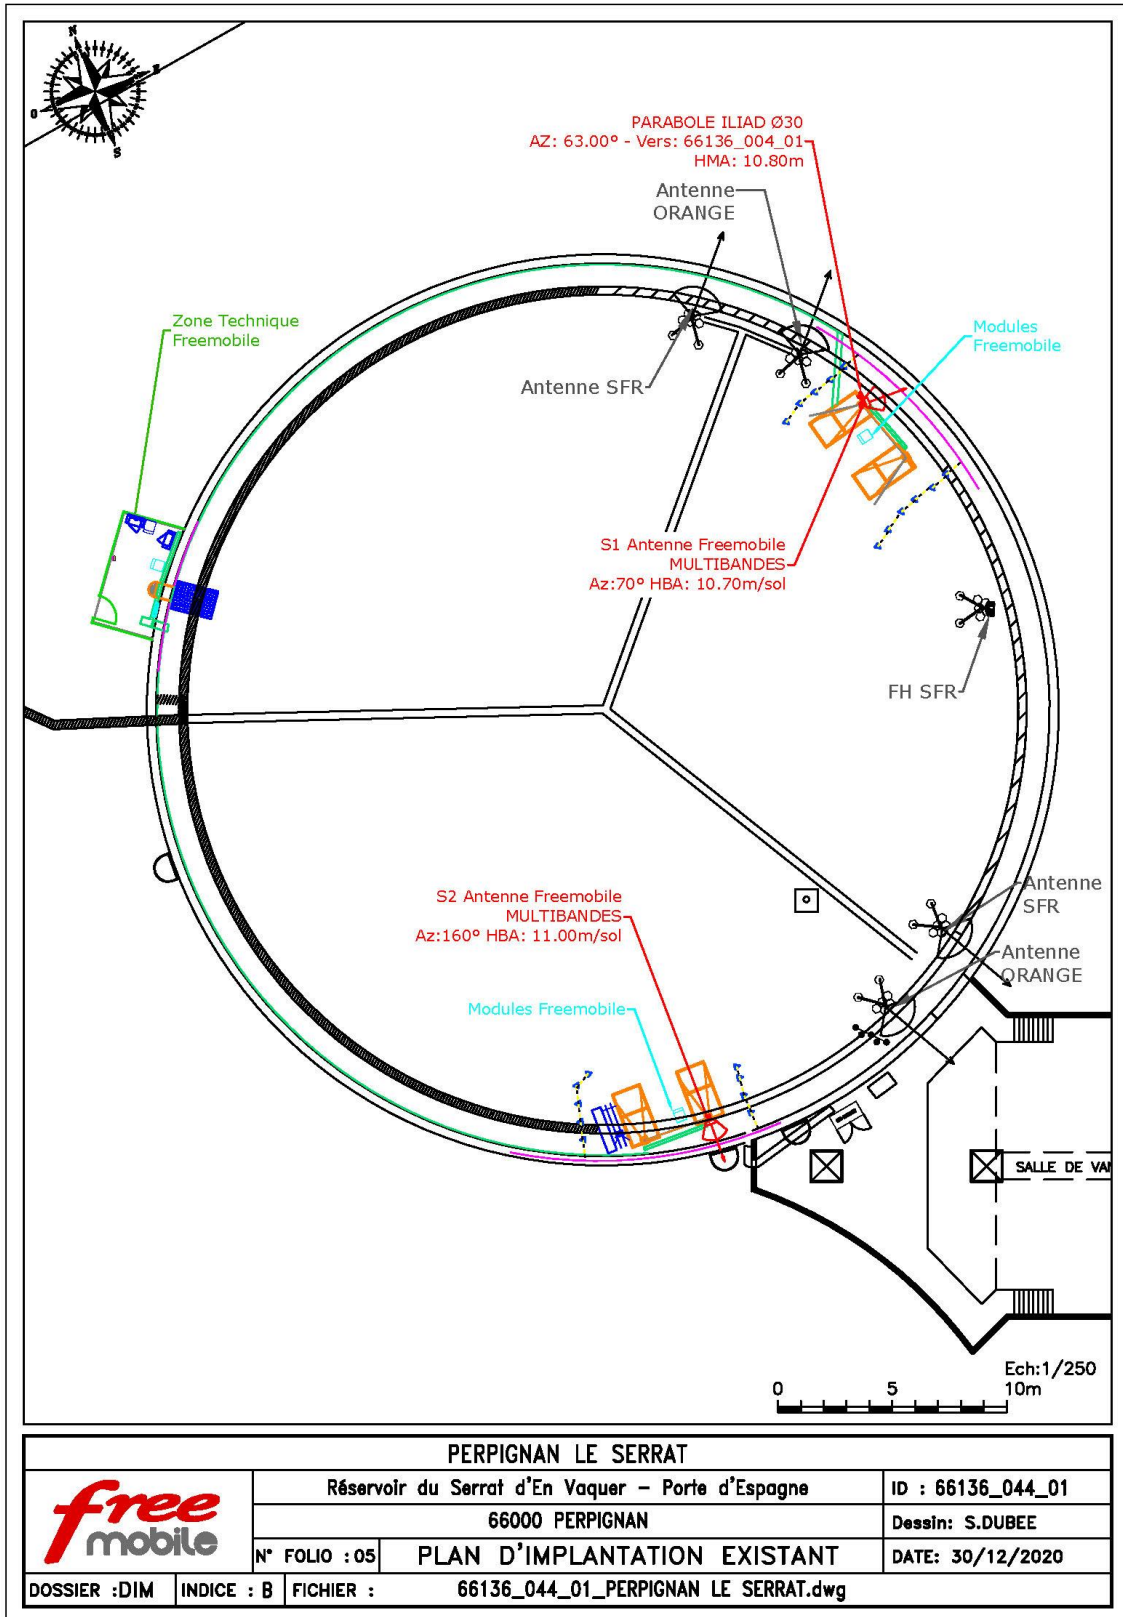 N
E
O
S
PARABOLE ILIAD Ø30
AZ: 63.00° - Vers: 66136_004_01
HMA: 10.80m
Antenne
ORANGE
Zone Technique
Freemobile
Modules
Freemobile
Antenne SFR
S1 Antenne Freemobile
MULTIBANDES
Az:70° HBA: 10.70m/sol
FH SFR
Antenne
SFR
S2 Antenne Freemobile
MULTIBANDES
Az:160° HBA: 11.00m/sol
Antenne
ORANGE
Modules Freemobile
SALLE DE VAN
Ech:1/250
0 5 10m
PERPIGNAN LE SERRAT
free
mobile
Réservoir du Serrat d'En Vaquer – Porte d'Espagne
ID : 66136_044_01
66000 PERPIGNAN
Dessin: S.DUBEE
N° FOLIO :05
PLAN D'IMPLANTATION EXISTANT
DATE: 30/12/2020
DOSSIER :DIM
INDICE : B
FICHIER :
66136_044_01_PERPIGNAN LE SERRAT.dwg